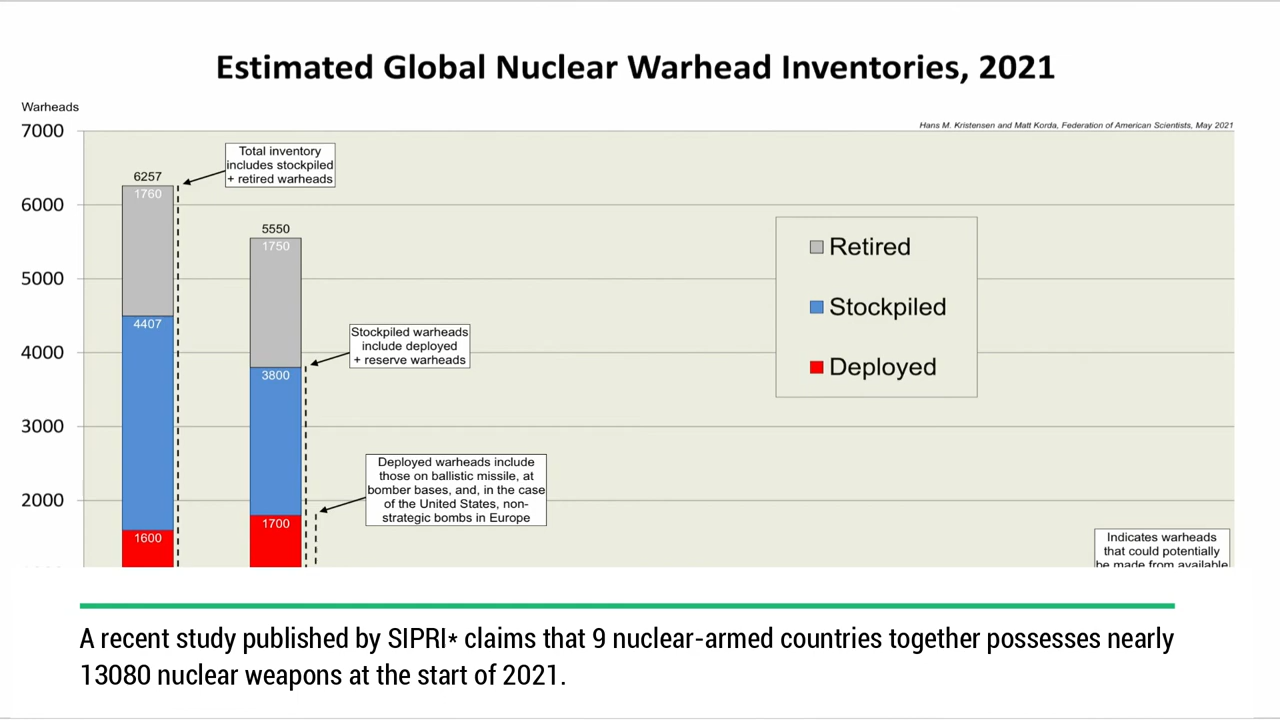 Estimated Global Nuclear Warhead Inventories, 2021
Warheads
Hans M. Kristensen and Matt Korda, Federation of American Scientists, May 2021
7000
6000
5000
4000
3000
2000
6257
1760
4407
1600
5550
1750
3800
1700
Total inventory
includes stockpiled
+ retired warheads
Stockpiled warheads
include deployed
+ reserve warheads
Deployed warheads include
those on ballistic missile, at
bomber bases, and, in the case
of the United States, non-
strategic bombs in Europe
Retired
Stockpiled
Deployed
Indicates warheads
that could potentially
be made from available
A recent study published by SIPRI* claims that 9 nuclear-armed countries together possesses nearly
13080 nuclear weapons at the start of 2021.